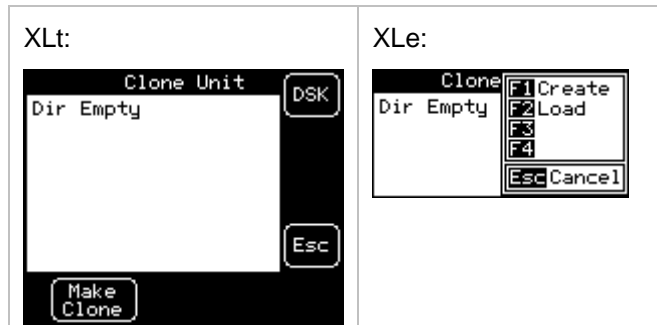 XLt:
Clone Unit
DSK
Dir Empty
Esc
Make
Clone
XLe:
Clone
F1 Create
Dir Empty
F2 Load
F3
F4
Esc Cancel